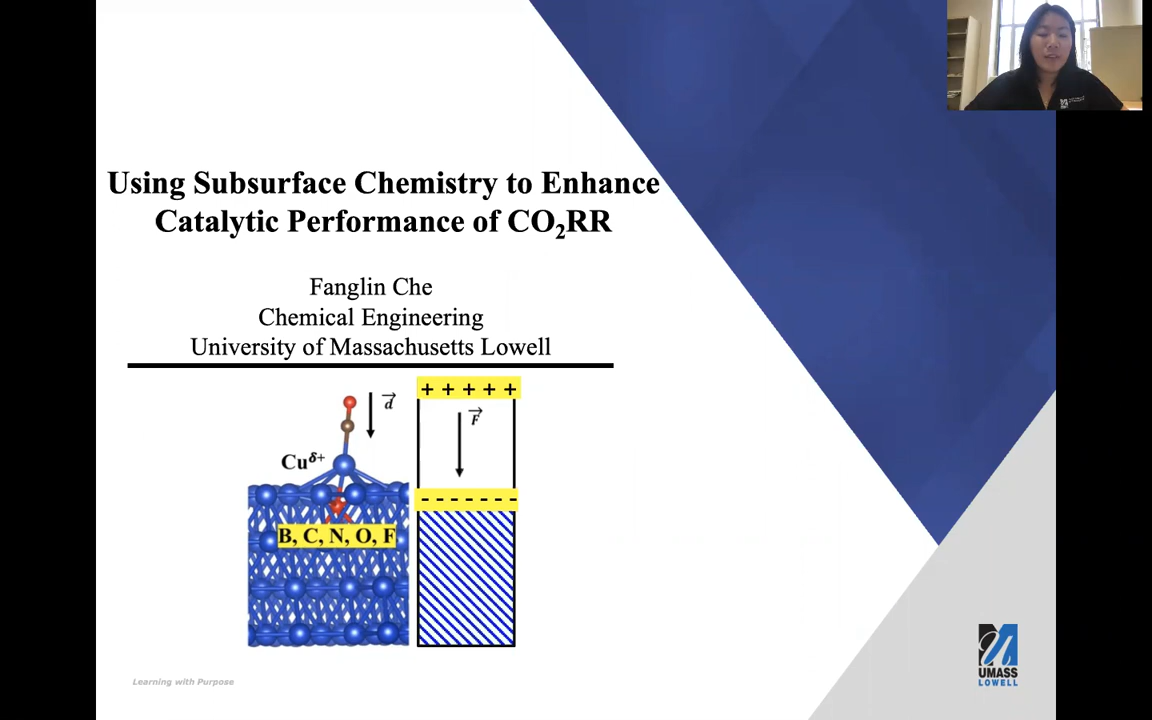 Using Subsurface Chemistry to Enhance
Catalytic Performance of CO₂RR
Fanglin Che
Chemical Engineering
University of Massachusetts Lowell
+ + + + +
d⃗
F⃗
Cuᵟ⁺
- - - - - - -
B, C, N, O, F
UMASS
LOWELL
Learning with Purpose